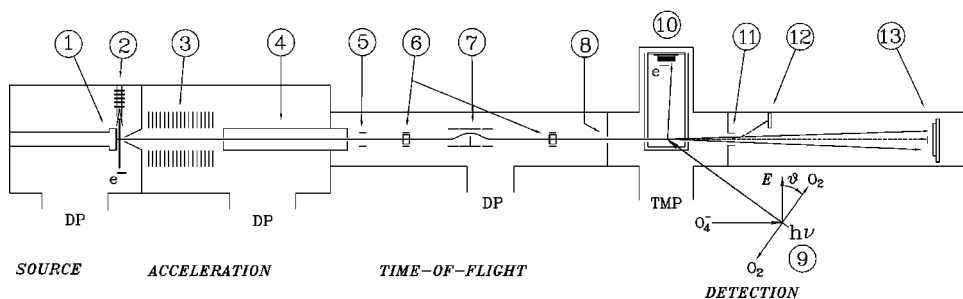 1 2 3 4 5 6 7 8 10 11 12 13
e⁻
e⁻
E ϑ O₂
O₄⁻
hν
9
O₂
DP DP DP TMP
SOURCE ACCELERATION TIME-OF-FLIGHT DETECTION